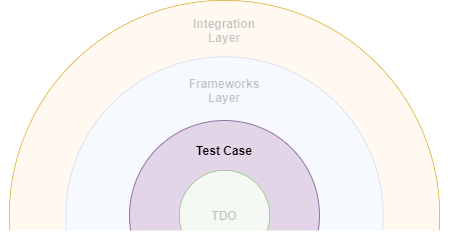 Integration
Layer
Frameworks
Layer
Test Case
TDO